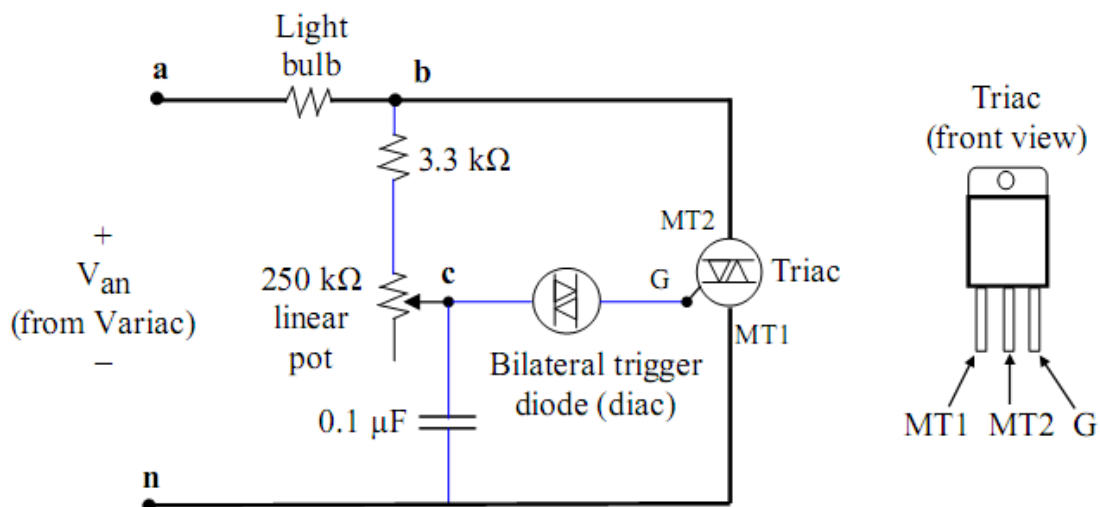 Light
bulb
a
b
3.3 kΩ
+
Van
(from Variac)
–
250 kΩ
linear
pot
c
G
MT2
Triac
MT1
Bilateral trigger
diode (diac)
0.1 μF
n
Triac
(front view)
MT1 MT2 G